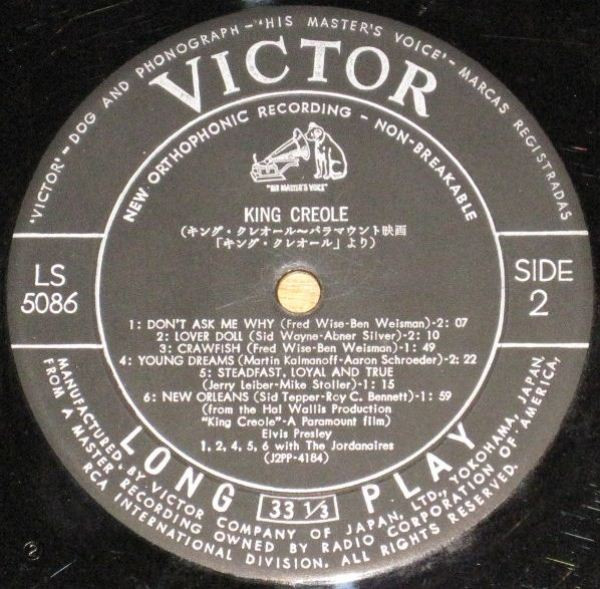 'VICTOR' - DOG AND PHONOGRAPH - 'HIS MASTER'S VOICE' - MARCAS REGISTRADAS
VICTOR
NEW ORTHOPHONIC RECORDING - NON-BREAKABLE
"HIS MASTER'S VOICE"
KING CREOLE
(キング・クレオール〜パラマウント映画
「キング・クレオール」より)
LS
5086
SIDE
2
1: DON'T ASK ME WHY (Fred Wise-Ben Weisman)-2: 07
2: LOVER DOLL (Sid Wayne-Abner Silver)-2: 10
3: CRAWFISH (Fred Wise-Ben Weisman)-1: 49
4: YOUNG DREAMS (Martin Kalmanoff-Aaron Schroeder)-2: 22
5: STEADFAST, LOYAL AND TRUE
(Jerry Leiber-Mike Stoller)-1: 15
6: NEW ORLEANS (Sid Tepper-Roy C. Bennett)-1: 59
(from the Hal Wallis Production
"King Creole"-A Paramount film)
Elvis Presley
1, 2, 4, 5, 6 with The Jordanaires
(J2PP-4184)
LONG 33 1/3 PLAY
MANUFACTURED BY VICTOR COMPANY OF JAPAN, LTD., YOKOHAMA, JAPAN,
FROM A MASTER RECORDING OWNED BY RADIO CORPORATION OF AMERICA,
RCA INTERNATIONAL DIVISION. ALL RIGHTS RESERVED.